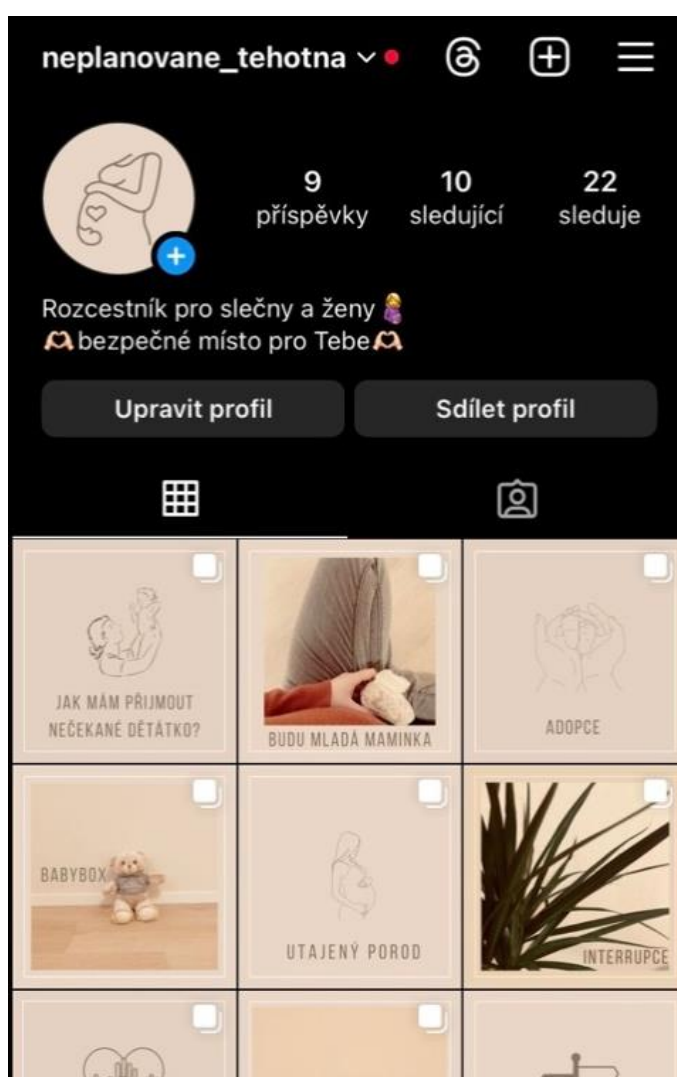 neplanovane_tehotna
9 10 22
příspěvky sledující sleduje
Rozcestník pro slečny a ženy
bezpečné místo pro Tebe
Upravit profil Sdílet profil
JAK MÁM PŘIJMOUT
NEČEKANÉ DĚTÁTKO?
BUDU MLADÁ MAMINKA
ADOPCE
BABYBOX
UTAJENÝ POROD
INTERRUPCE